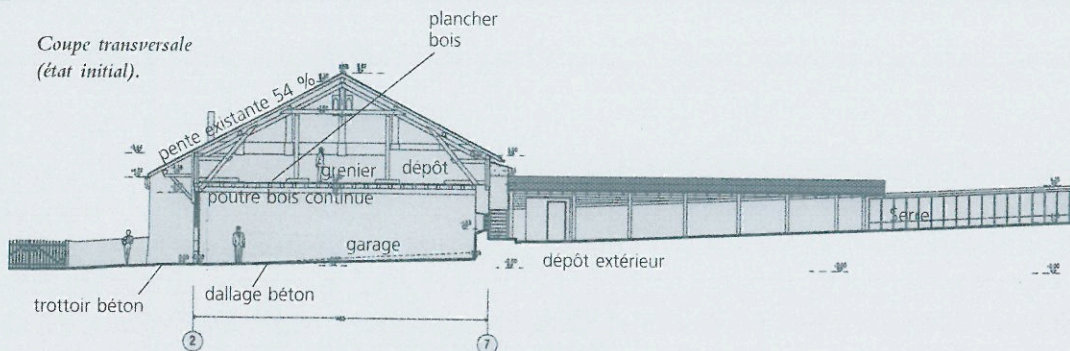 Coupe transversale
(état initial).
plancher
bois
pente existante 54 %
grenier
dépôt
poutre bois continue
garage
Serre
dépôt extérieur
trottoir béton
dallage béton
2
7